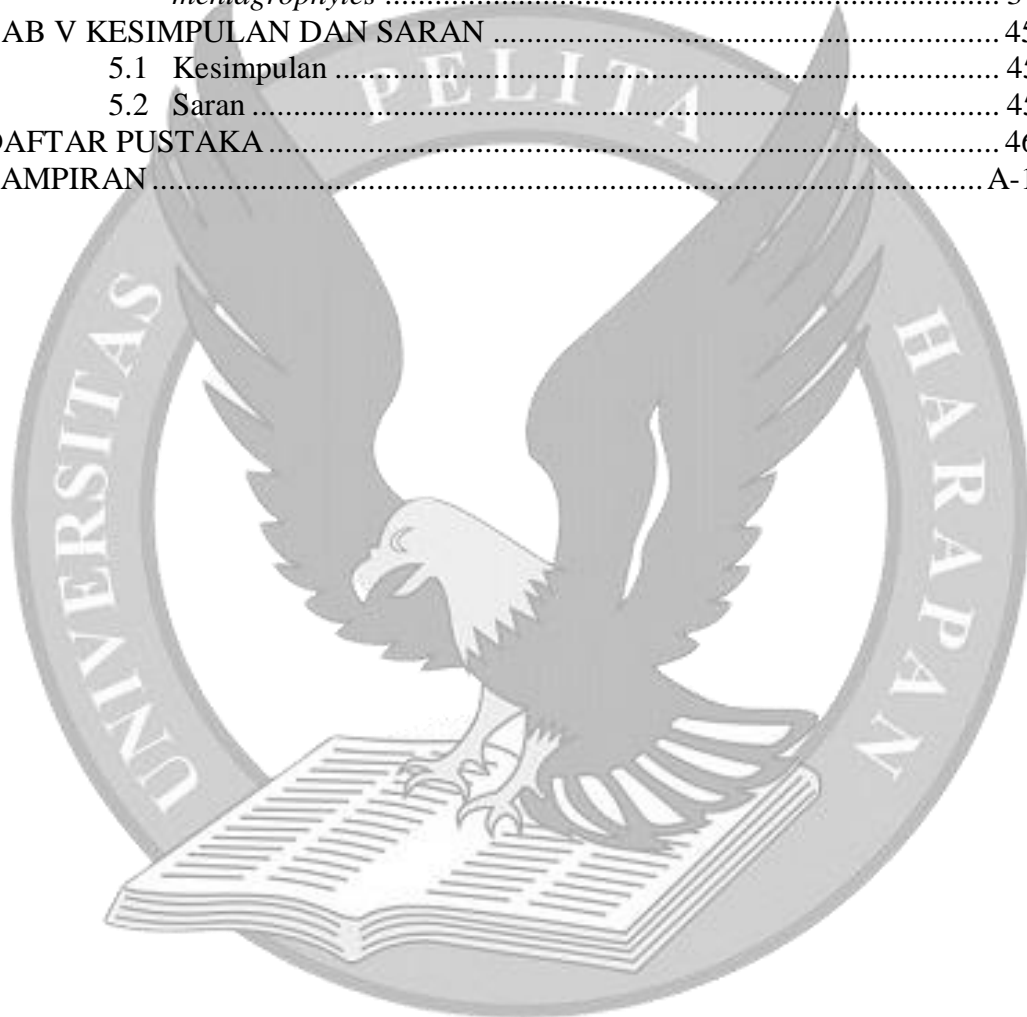 mentagrophytes
AB V KESIMPULAN DAN SARAN 45
5.1 Kesimpulan 45
5.2 Saran 45
DAFTAR PUSTAKA 46
AMPIRAN A-1
UNIVERSITAS PELITA HARAPAN